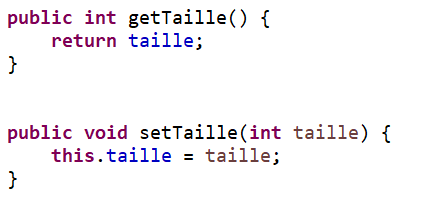 public int getTaille() {
    return taille;
}
public void setTaille(int taille) {
    this.taille = taille;
}